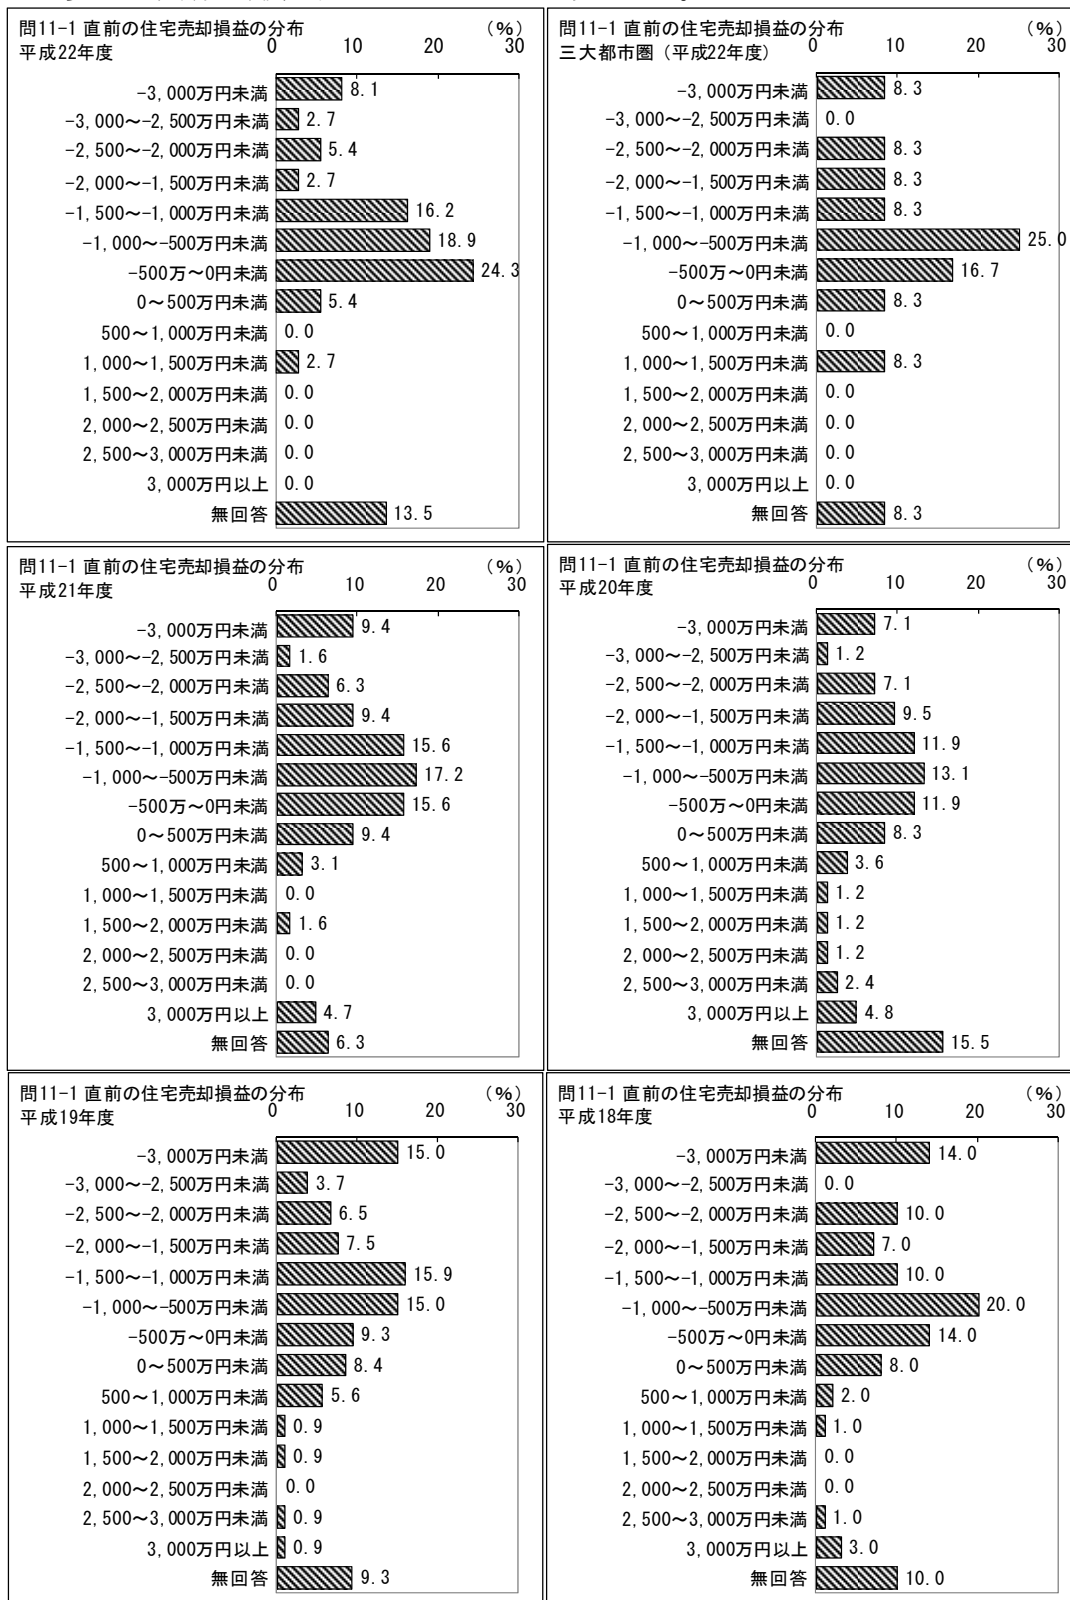 問11-1 直前の住宅売却損益の分布 (%)
平成22年度 0 10 20 30
-3,000万円未満 8.1
-3,000～-2,500万円未満 2.7
-2,500～-2,000万円未満 5.4
-2,000～-1,500万円未満 2.7
-1,500～-1,000万円未満 16.2
-1,000～-500万円未満 18.9
-500万～0円未満 24.3
0～500万円未満 5.4
500～1,000万円未満 0.0
1,000～1,500万円未満 2.7
1,500～2,000万円未満 0.0
2,000～2,500万円未満 0.0
2,500～3,000万円未満 0.0
3,000万円以上 0.0
無回答 13.5
問11-1 直前の住宅売却損益の分布 (%)
三大都市圏（平成22年度） 0 10 20 30
-3,000万円未満 8.3
-3,000～-2,500万円未満 0.0
-2,500～-2,000万円未満 8.3
-2,000～-1,500万円未満 8.3
-1,500～-1,000万円未満 8.3
-1,000～-500万円未満 25.0
-500万～0円未満 16.7
0～500万円未満 8.3
500～1,000万円未満 0.0
1,000～1,500万円未満 8.3
1,500～2,000万円未満 0.0
2,000～2,500万円未満 0.0
2,500～3,000万円未満 0.0
3,000万円以上 0.0
無回答 8.3
問11-1 直前の住宅売却損益の分布 (%)
平成21年度 0 10 20 30
-3,000万円未満 9.4
-3,000～-2,500万円未満 1.6
-2,500～-2,000万円未満 6.3
-2,000～-1,500万円未満 9.4
-1,500～-1,000万円未満 15.6
-1,000～-500万円未満 17.2
-500万～0円未満 15.6
0～500万円未満 9.4
500～1,000万円未満 3.1
1,000～1,500万円未満 0.0
1,500～2,000万円未満 1.6
2,000～2,500万円未満 0.0
2,500～3,000万円未満 0.0
3,000万円以上 4.7
無回答 6.3
問11-1 直前の住宅売却損益の分布 (%)
平成20年度 0 10 20 30
-3,000万円未満 7.1
-3,000～-2,500万円未満 1.2
-2,500～-2,000万円未満 7.1
-2,000～-1,500万円未満 9.5
-1,500～-1,000万円未満 11.9
-1,000～-500万円未満 13.1
-500万～0円未満 11.9
0～500万円未満 8.3
500～1,000万円未満 3.6
1,000～1,500万円未満 1.2
1,500～2,000万円未満 1.2
2,000～2,500万円未満 1.2
2,500～3,000万円未満 2.4
3,000万円以上 4.8
無回答 15.5
問11-1 直前の住宅売却損益の分布 (%)
平成19年度 0 10 20 30
-3,000万円未満 15.0
-3,000～-2,500万円未満 3.7
-2,500～-2,000万円未満 6.5
-2,000～-1,500万円未満 7.5
-1,500～-1,000万円未満 15.9
-1,000～-500万円未満 15.0
-500万～0円未満 9.3
0～500万円未満 8.4
500～1,000万円未満 5.6
1,000～1,500万円未満 0.9
1,500～2,000万円未満 0.9
2,000～2,500万円未満 0.0
2,500～3,000万円未満 0.9
3,000万円以上 0.9
無回答 9.3
問11-1 直前の住宅売却損益の分布 (%)
平成18年度 0 10 20 30
-3,000万円未満 14.0
-3,000～-2,500万円未満 0.0
-2,500～-2,000万円未満 10.0
-2,000～-1,500万円未満 7.0
-1,500～-1,000万円未満 10.0
-1,000～-500万円未満 20.0
-500万～0円未満 14.0
0～500万円未満 8.0
500～1,000万円未満 2.0
1,000～1,500万円未満 1.0
1,500～2,000万円未満 0.0
2,000～2,500万円未満 0.0
2,500～3,000万円未満 1.0
3,000万円以上 3.0
無回答 10.0